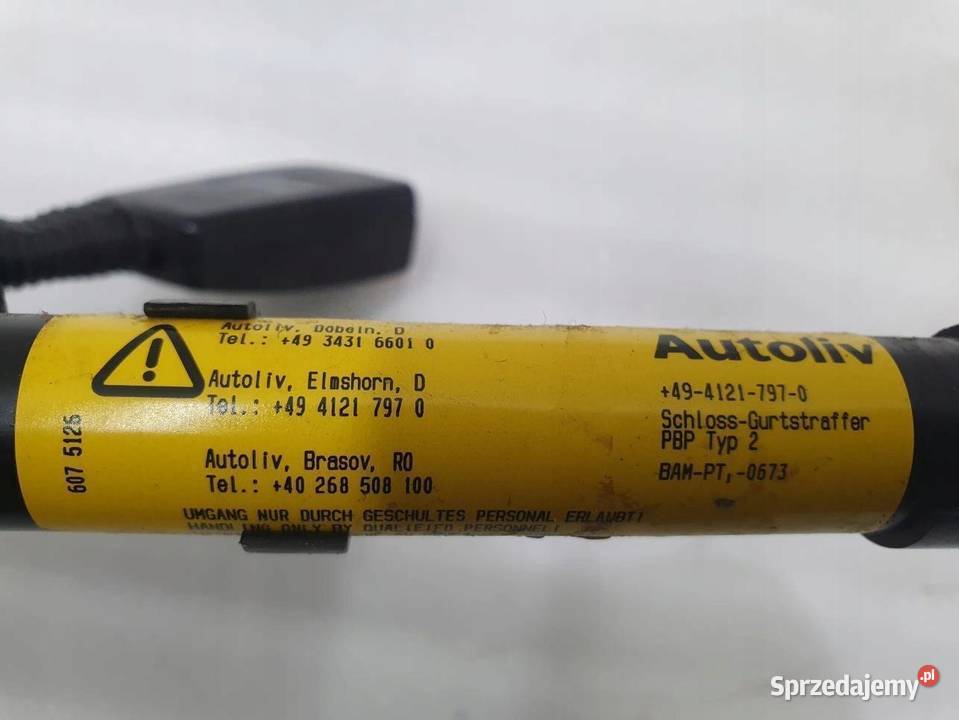 Autoliv, Döbeln, D
Tel.: +49 3431 6601 0
Autoliv, Elmshorn, D
Tel.: +49 4121 797 0
Autoliv, Brasov, RO
Tel.: +40 268 508 100
UMGANG NUR DURCH GESCHULTES PERSONAL ERLAUBT!
HANDLING ONLY BY QUALIFIED PERSONNEL!
607 5126
Autoliv
+49-4121-797-0
Schloss-Gurtstraffer
PBP Typ 2
BAM-PT,-0673
Sprzedajemy.pl